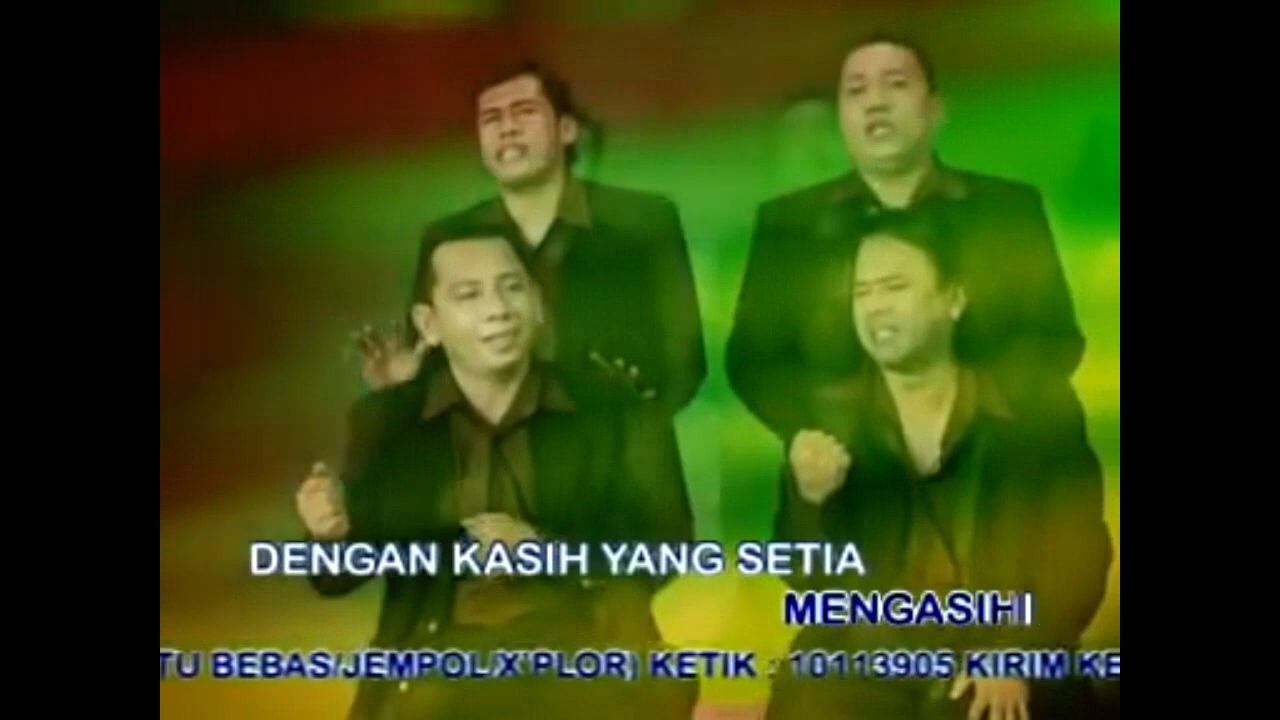 DENGAN KASIH YANG SETIA
MENGASIHI
TU BEBAS/JEMPOL/X'PLOR) KETIK : 10113905 KIRIM KE